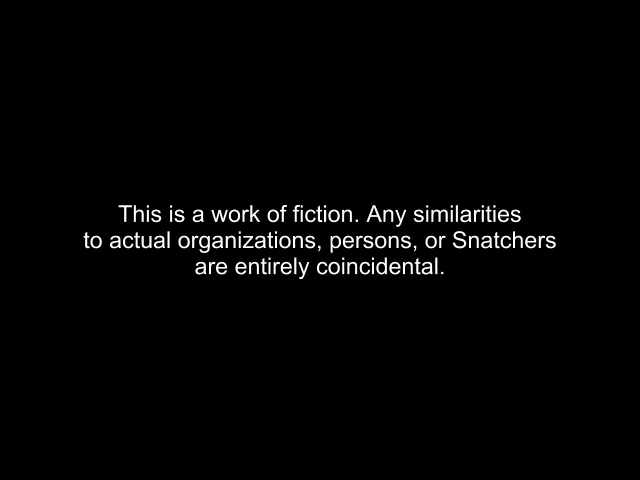 This is a work of fiction. Any similarities
to actual organizations, persons, or Snatchers
are entirely coincidental.